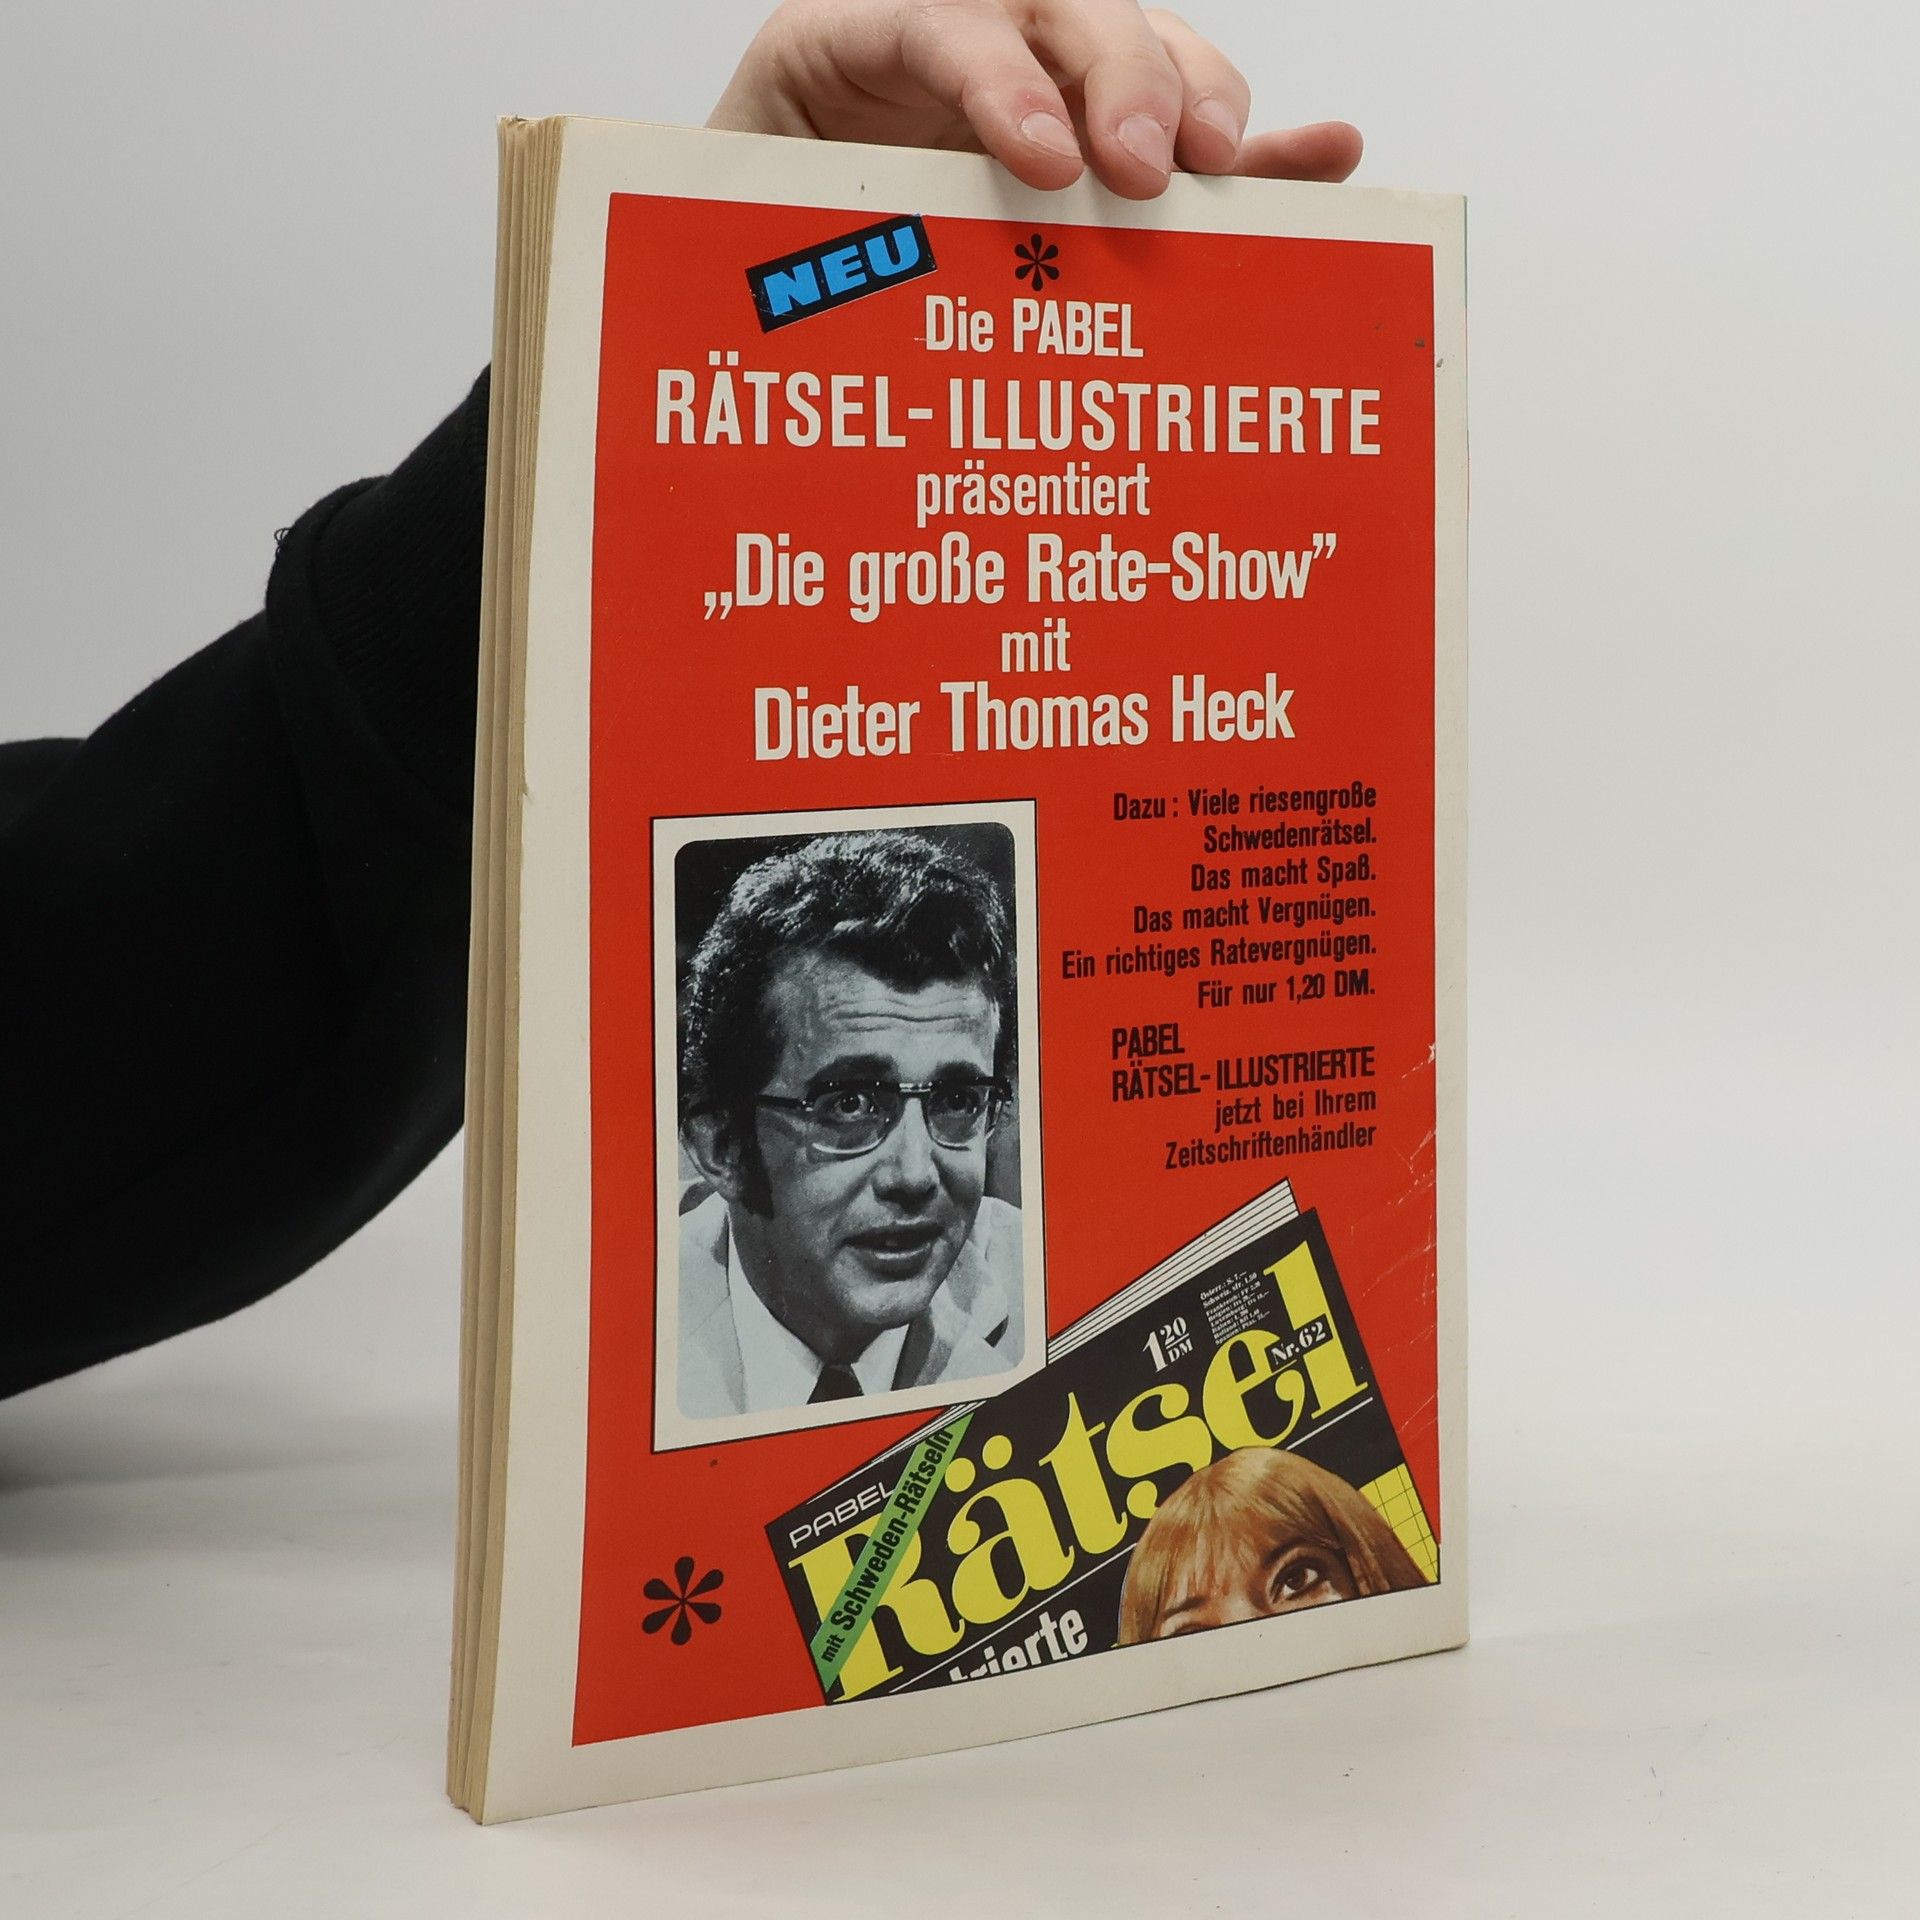 NEU
Die PABEL
RÄTSEL-ILLUSTRIERTE
präsentiert
„Die große Rate-Show”
mit
Dieter Thomas Heck
Dazu: Viele riesengroße
Schwedenrätsel.
Das macht Spaß.
Das macht Vergnügen.
Ein richtiges Ratevergnügen.
Für nur 1,20 DM.
PABEL
RÄTSEL-ILLUSTRIERTE
jetzt bei Ihrem
Zeitschriftenhändler
1 20 DM
Nr. 62
PABEL
Rätsel
mit Schweden-Rätseln